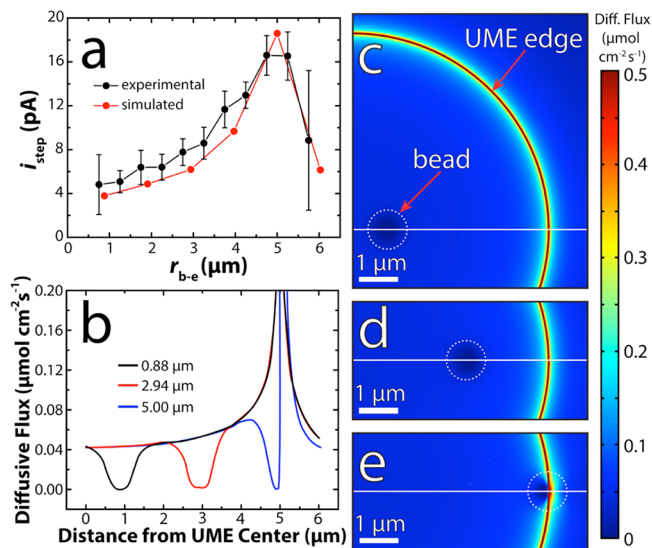 a
experimental
simulated
i step (pA)
20
16
12
8
4
0
0 1 2 3 4 5 6
r b-e (μm)
b
0.88 μm
2.94 μm
5.00 μm
Diffusive Flux (μmol cm⁻² s⁻¹)
0.20
0.16
0.12
0.08
0.04
0.00
0 1 2 3 4 5 6
Distance from UME Center (μm)
c
UME edge
bead
1 μm
d
1 μm
e
1 μm
Diff. Flux
(μmol
cm⁻² s⁻¹)
0.5
0.4
0.3
0.2
0.1
0